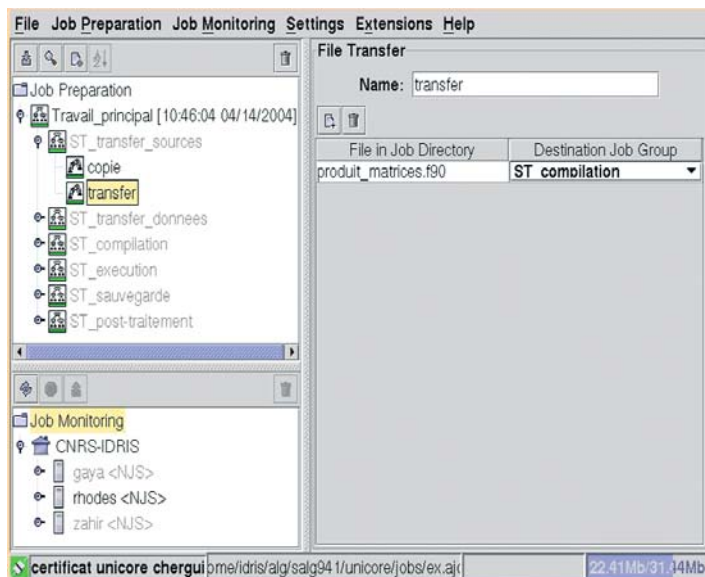 File Job Preparation Job Monitoring Settings Extensions Help
Job Preparation
Travail_principal [10:46:04 04/14/2004]
ST_transfer_sources
copie
transfer
ST_transfer_donnees
ST_compilation
ST_execution
ST_sauvegarde
ST_post-traitement
Job Monitoring
CNRS-IDRIS
gaya <NJS>
rhodes <NJS>
zahir <NJS>
File Transfer
Name: transfer
File in Job Directory Destination Job Group
produit_matrices.f90 ST_compilation
certificat unicore chergui ome/idris/alg/salg941/unicore/jobs/ex.ajo 22.41Mb/31.44Mb